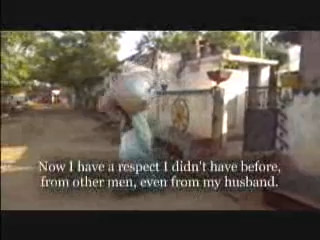 Now I have a respect I didn't have before,
from other men, even from my husband.